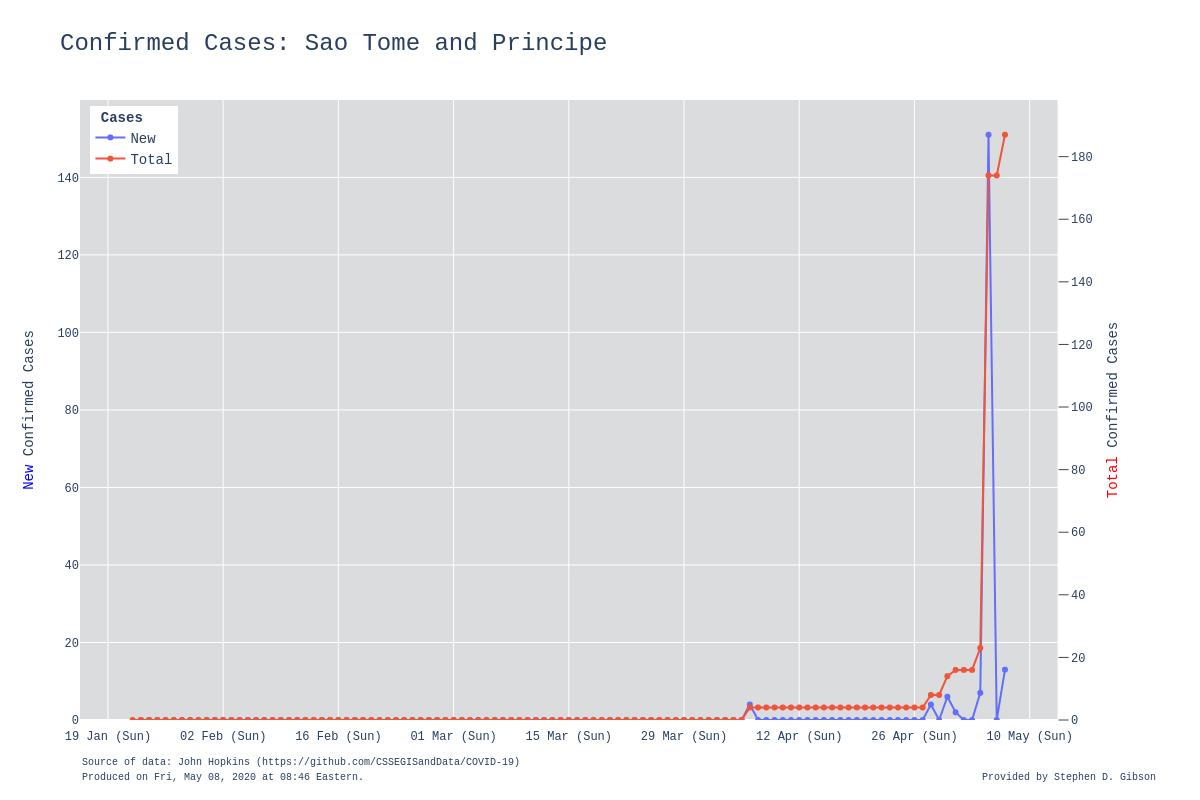 Confirmed Cases: Sao Tome and Principe
Cases
New
Total
140
120
100
80
60
40
20
0
New Confirmed Cases
180
160
140
120
100
80
60
40
20
0
Total Confirmed Cases
19 Jan (Sun) 02 Feb (Sun) 16 Feb (Sun) 01 Mar (Sun) 15 Mar (Sun) 29 Mar (Sun) 12 Apr (Sun) 26 Apr (Sun) 10 May (Sun)
Source of data: John Hopkins (https://github.com/CSSEGISandData/COVID-19)
Produced on Fri, May 08, 2020 at 08:46 Eastern.
Provided by Stephen D. Gibson